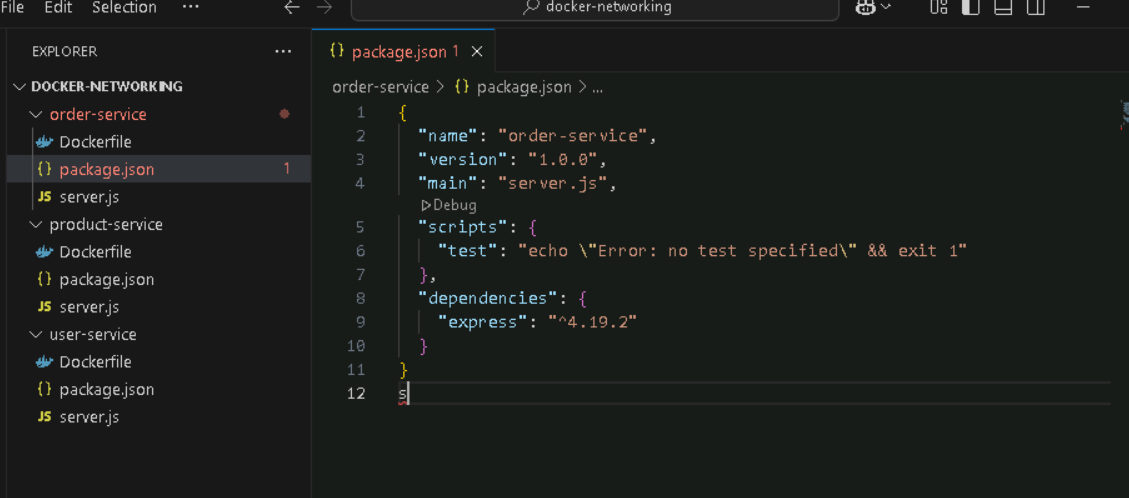 File Edit Selection ··· docker-networking
EXPLORER ···
DOCKER-NETWORKING
order-service
Dockerfile
{} package.json 1
JS server.js
product-service
Dockerfile
{} package.json
JS server.js
user-service
Dockerfile
{} package.json
JS server.js
{} package.json 1 ×
order-service > {} package.json > ...
1 {
2 "name": "order-service",
3 "version": "1.0.0",
4 "main": "server.js",
Debug
5 "scripts": {
6 "test": "echo \"Error: no test specified\" && exit 1"
7 },
8 "dependencies": {
9 "express": "^4.19.2"
10 }
11 }
12 s